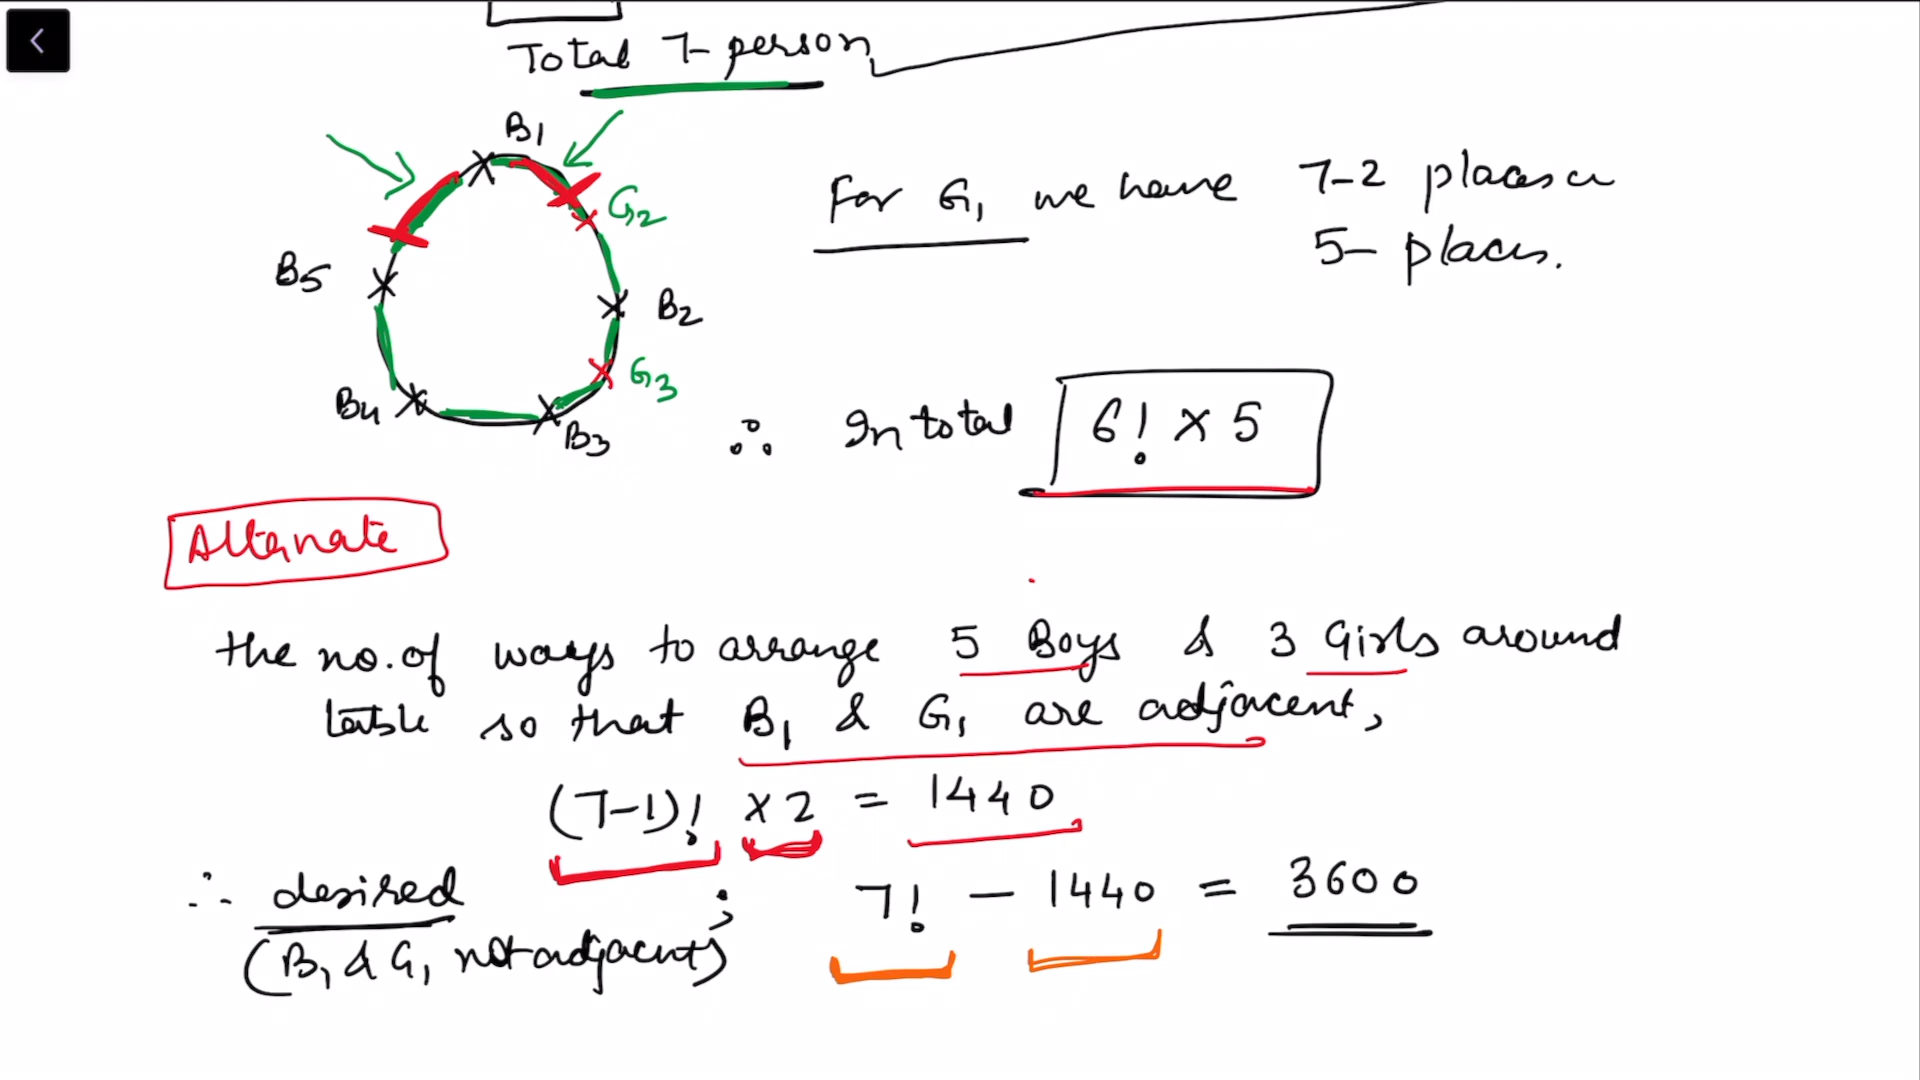 Total 7-person
B1
G2
For G1 we have 7-2 places
5- places.
B5
B2
G3
B4
B3
∴ In total 6! x 5
Alternate
the no. of ways to arrange 5 Boys & 3 Girls around
table so that B1 & G1 are adjacent,
(7-1)! x 2 = 1440
∴ desired ; 7! - 1440 = 3600
(B1 & G1 not adjacent)